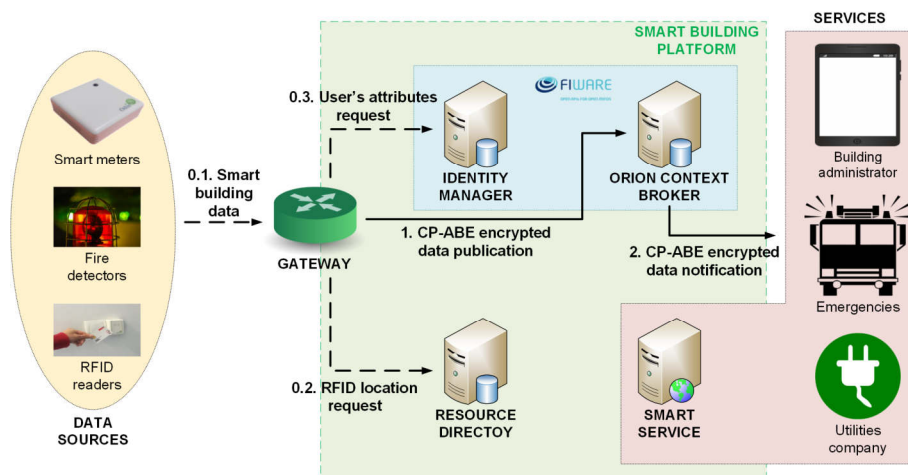 SERVICES
SMART BUILDING
PLATFORM
FIWARE
0.3. User's attributes
request
Smart meters
0.1. Smart
building
data
IDENTITY
MANAGER
ORION CONTEXT
BROKER
Building
administrator
1. CP-ABE encrypted
data publication
2. CP-ABE encrypted
data notification
GATEWAY
Fire
detectors
Emergencies
RFID
readers
0.2. RFID location
request
RESOURCE
DIRECTOY
SMART
SERVICE
Utilities
company
DATA
SOURCES